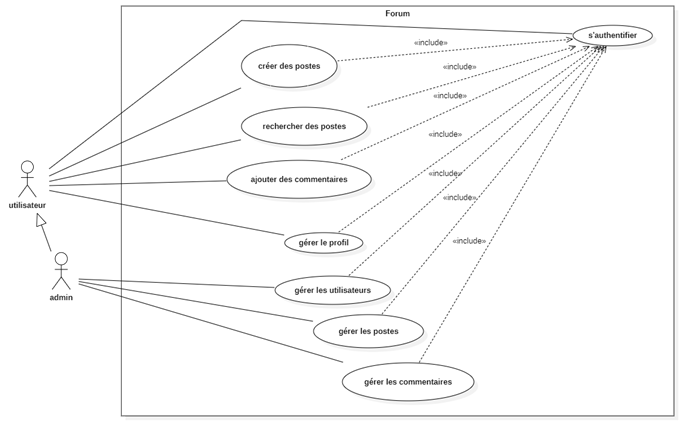 Forum
s'authentifier
«include»
créer des postes
«include»
«include»
rechercher des postes
«include»
utilisateur
ajouter des commentaires
«include»
«include»
gérer le profil
«include»
admin
gérer les utilisateurs
gérer les postes
gérer les commentaires